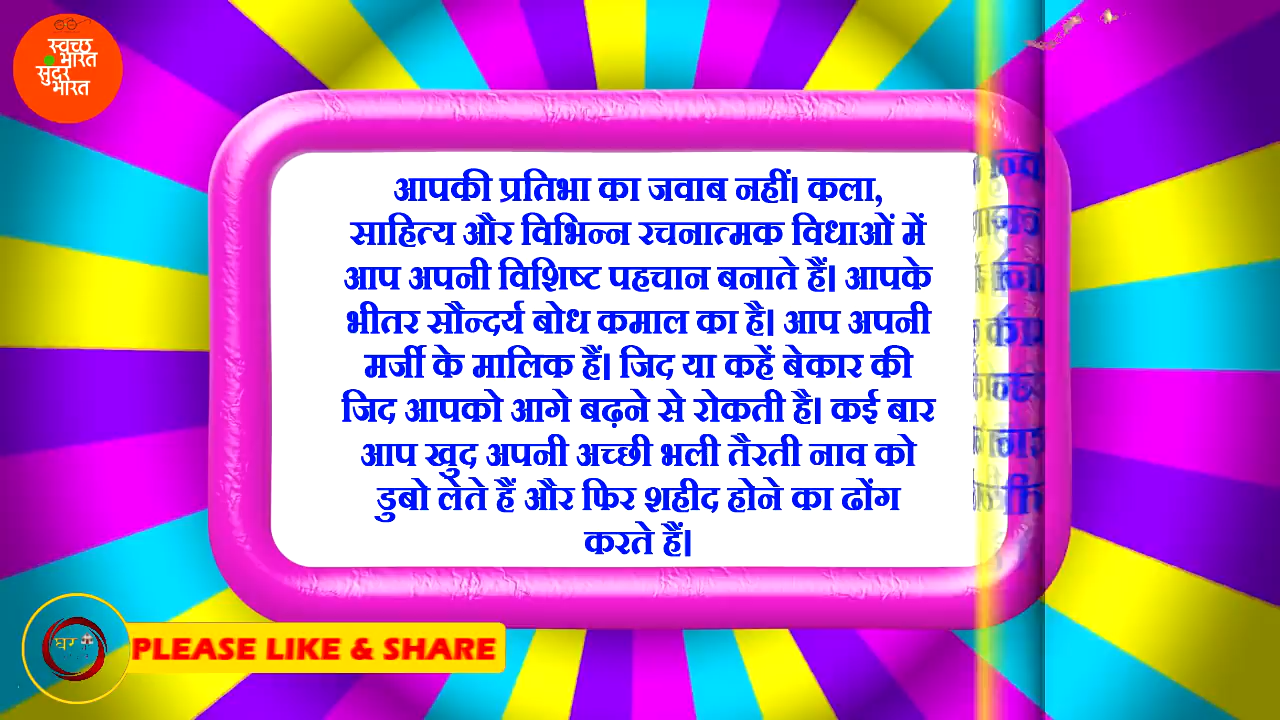 स्वच्छ
भारत
सुंदर
भारत
आपकी प्रतिभा का जवाब नहीं। कला,
साहित्य और विभिन्न रचनात्मक विधाओं में
आप अपनी विशिष्ट पहचान बनाते हैं। आपके
भीतर सौन्दर्य बोध कमाल का है। आप अपनी
मर्जी के मालिक हैं। जिद या कहें बेकार की
जिद आपको आगे बढ़ने से रोकती है। कई बार
आप खुद अपनी अच्छी भली तैरती नाव को
डुबो लेते हैं और फिर शहीद होने का ढोंग
करते हैं।
घर
PLEASE LIKE & SHARE